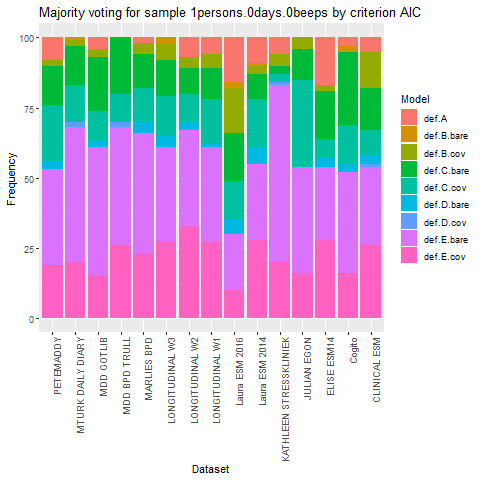 Majority voting for sample 1persons.0days.0beeps by criterion AIC
Frequency
100
75
50
25
0
PETEMADDY
MTURK DAILY DIARY
MDD GOTLIB
MDD BPD TRULL
MARLIES BPD
LONGITUDINAL W3
LONGITUDINAL W2
LONGITUDINAL W1
Laura ESM 2016
Laura ESM 2014
KATHLEEN STRESSKLINIEK
JULIAN EGON
ELISE ESM14
Cogito
CLINICAL ESM
Dataset
Model
def.A
def.B.bare
def.B.cov
def.C.bare
def.C.cov
def.D.bare
def.D.cov
def.E.bare
def.E.cov